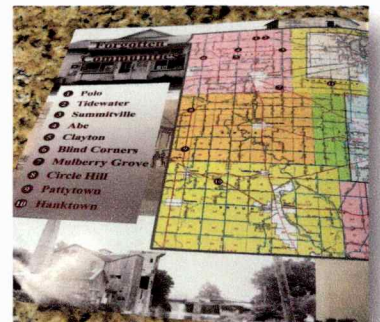 Forgotten
Communities
1 Polo
2 Tidewater
3 Summitville
4 Abe
5 Clayton
6 Blind Corners
7 Mulberry Grove
8 Circle Hill
9 Pattytown
10 Hanktown